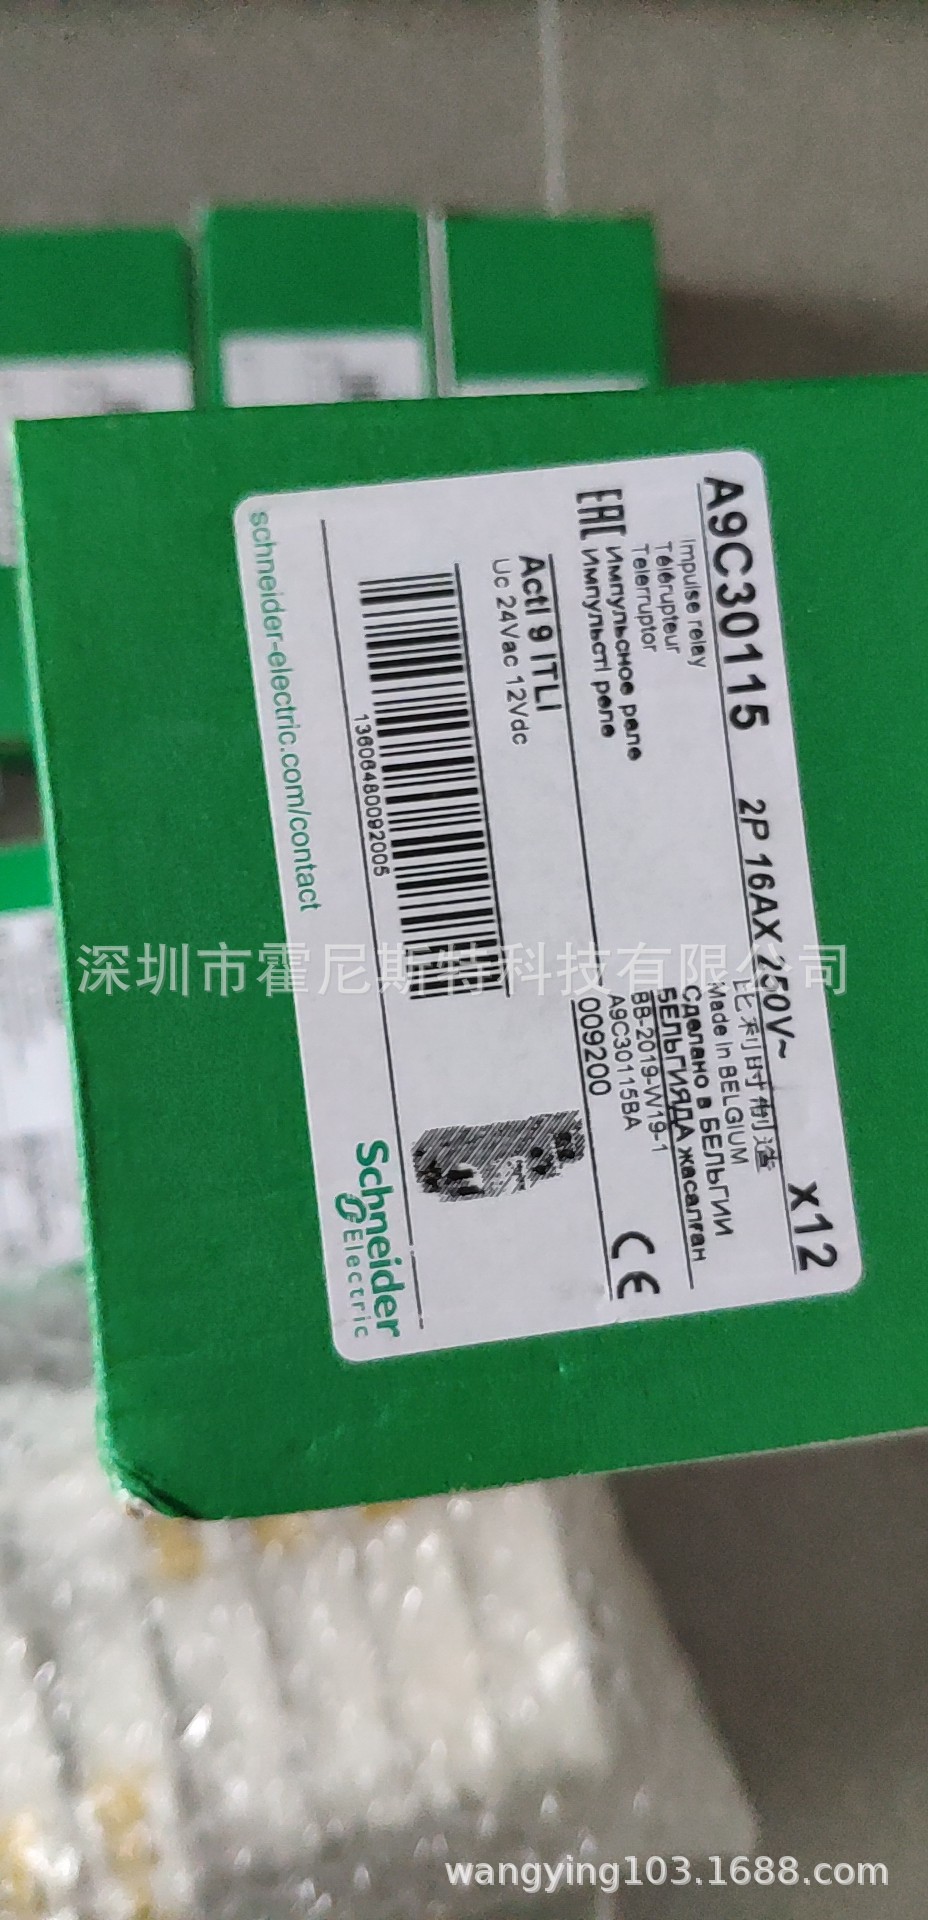 A9C30115 2P 16AX 250V~ x12
Impulse relay
Télérupteur
Telerruptor
EAC Импульсное реле
Импульсті реле
比利时制造
Made in BELGIUM
Сделано в БЕЛЬГИИ
БЕЛЬГИЯДА жасалған
BB-2019-W19-1
A9C30115BA
009200
CE
Acti 9 iTLi
Uc 24Vac 12Vdc
13606480092005
Schneider
Electric
schneider-electric.com/contact
深圳市霍尼斯特科技有限公司
wangying103.1688.com